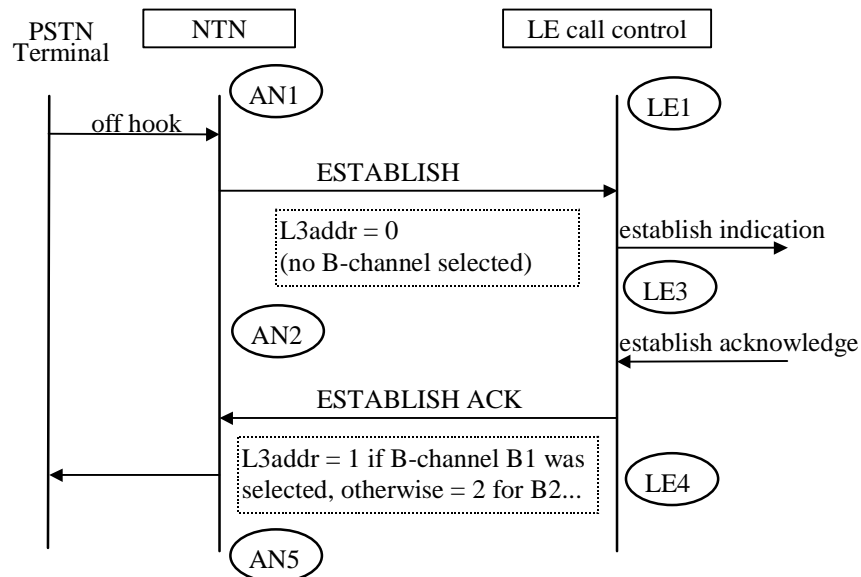 PSTN
Terminal
NTN
LE call control
AN1
LE1
off hook
ESTABLISH
L3addr = 0
(no B-channel selected)
establish indication
LE3
AN2
establish acknowledge
ESTABLISH ACK
L3addr = 1 if B-channel B1 was
selected, otherwise = 2 for B2...
LE4
AN5